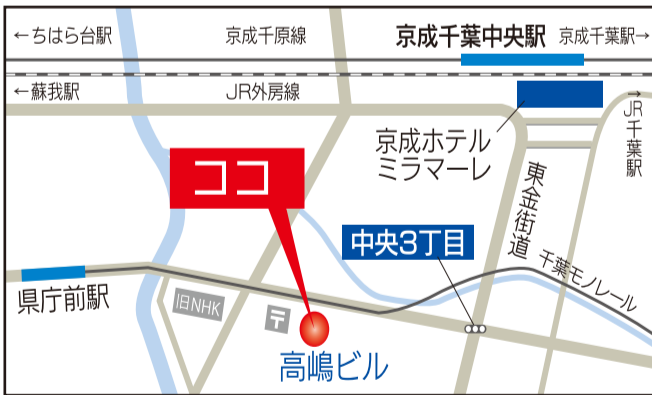 ←ちはら台駅
京成千原線
京成千葉中央駅
京成千葉駅→
←蘇我駅
JR外房線
→JR千葉駅
京成ホテル
ミラマーレ
ココ
東金街道
中央3丁目
千葉モノレール
県庁前駅
旧NHK
〒
高嶋ビル